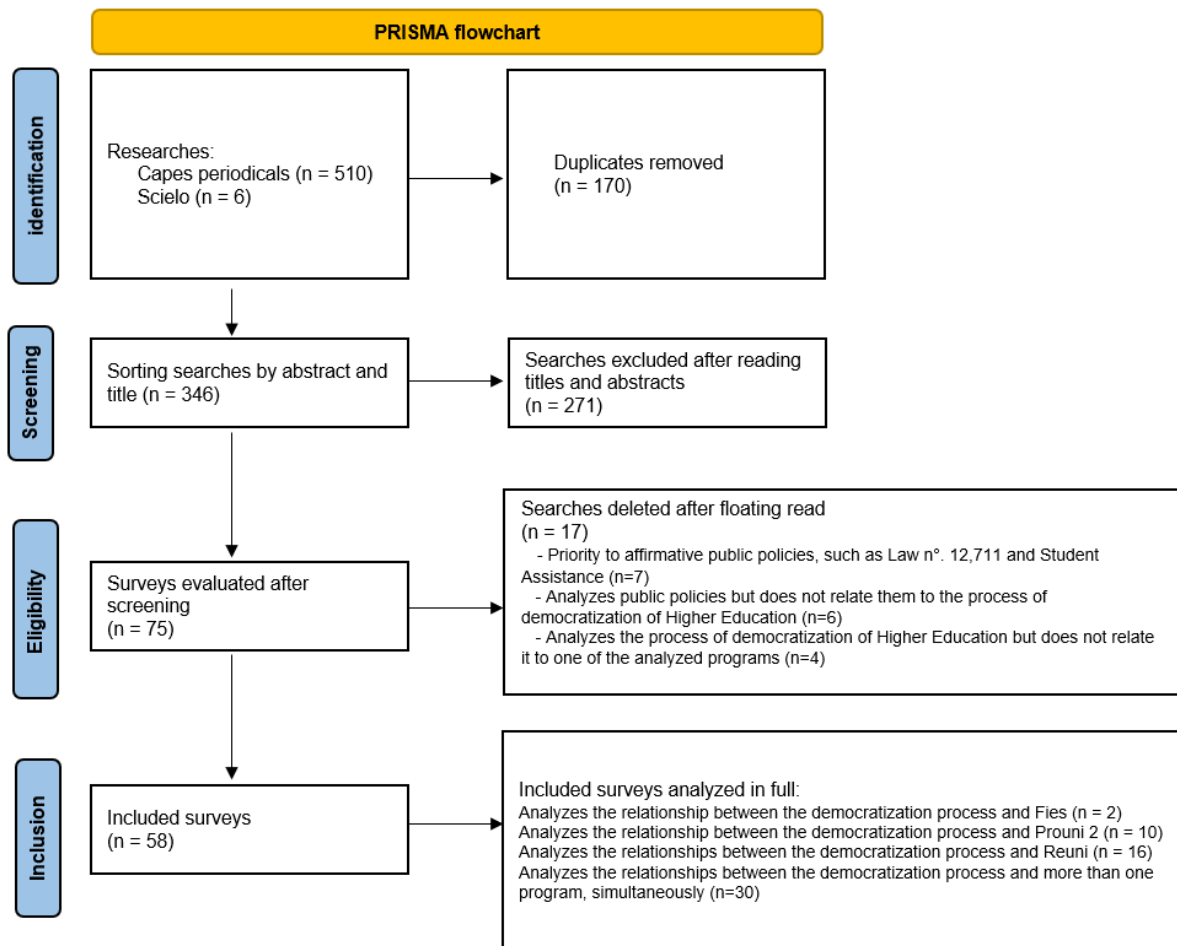 PRISMA flowchart
identification
Researches:
Capes periodicals (n = 510)
Scielo (n = 6)
Duplicates removed
(n = 170)
Screening
Sorting searches by abstract and
title (n = 346)
Searches excluded after reading
titles and abstracts
(n = 271)
Eligibility
Surveys evaluated after
screening
(n = 75)
Searches deleted after floating read
(n = 17)
- Priority to affirmative public policies, such as Law n°. 12,711 and Student
Assistance (n=7)
- Analyzes public policies but does not relate them to the process of
democratization of Higher Education (n=6)
- Analyzes the process of democratization of Higher Education but does not relate
it to one of the analyzed programs (n=4)
Inclusion
Included surveys
(n = 58)
Included surveys analyzed in full:
Analyzes the relationship between the democratization process and Fies (n = 2)
Analyzes the relationship between the democratization process and Prouni 2 (n = 10)
Analyzes the relationships between the democratization process and Reuni (n = 16)
Analyzes the relationships between the democratization process and more than one
program, simultaneously (n=30)